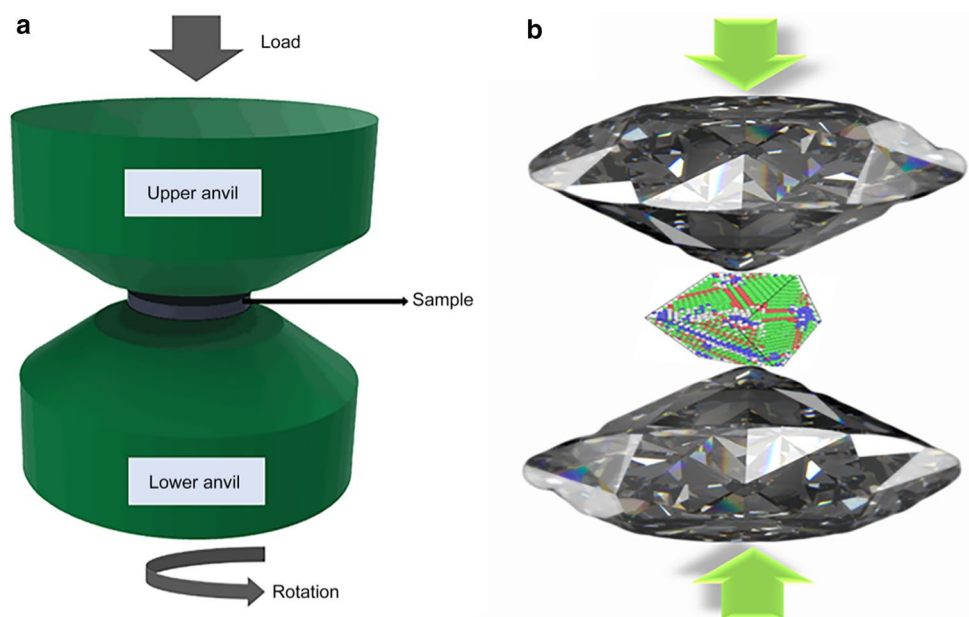 a
Load
Upper anvil
Sample
Lower anvil
Rotation
b